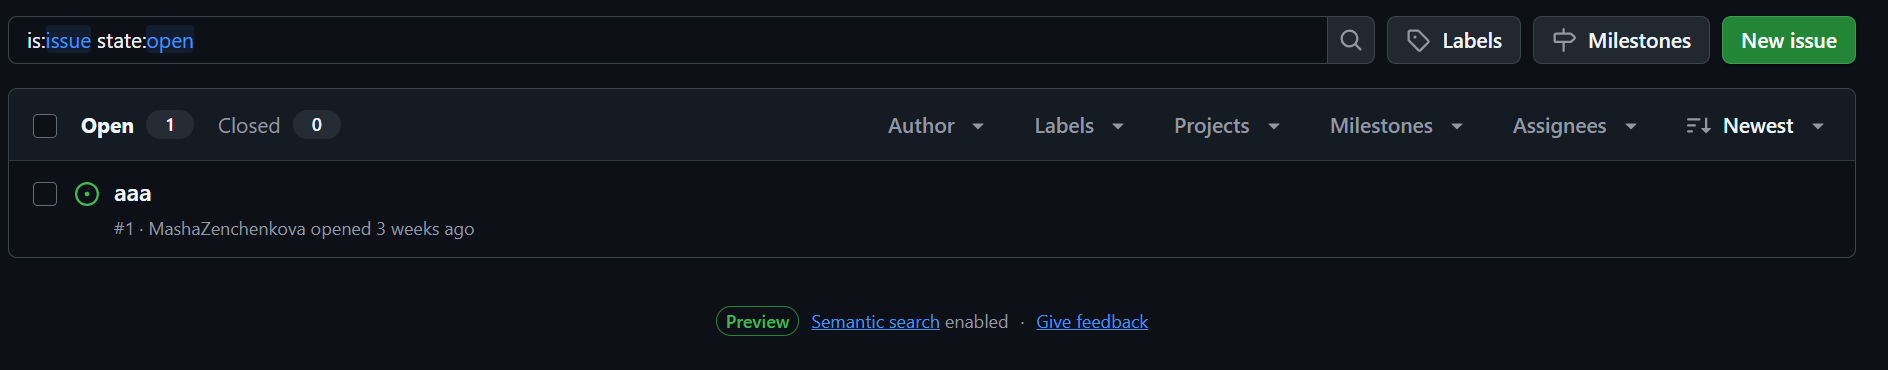 is:issue state:open
Labels
Milestones
New issue
Open 1 Closed 0 Author Labels Projects Milestones Assignees Newest
aaa
#1 · MashaZenchenkova opened 3 weeks ago
Preview Semantic search enabled · Give feedback